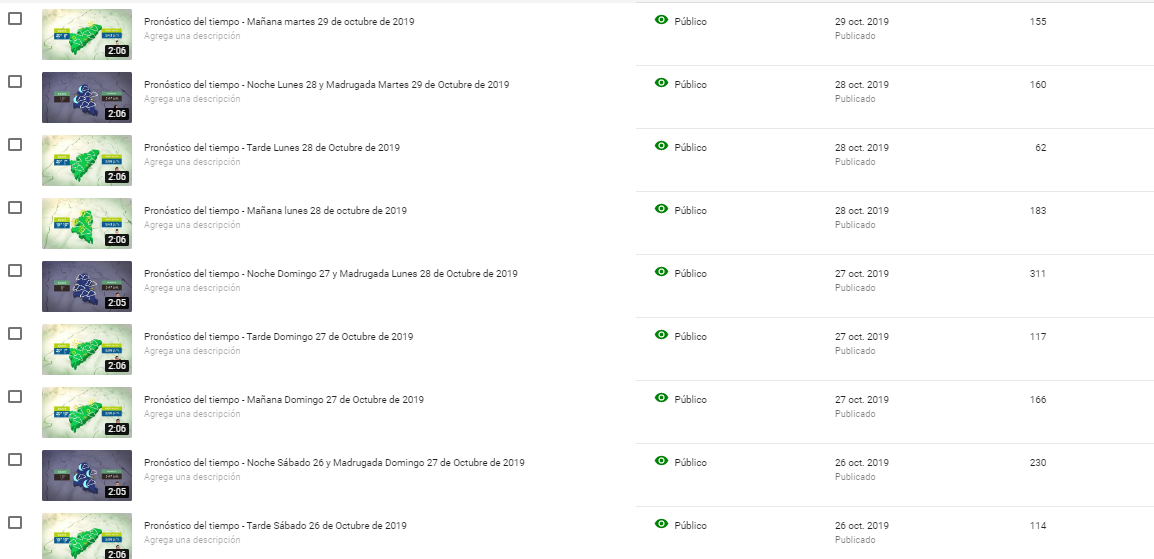 Pronóstico del tiempo - Mañana martes 29 de octubre de 2019
Agrega una descripción
2:06
Público
29 oct. 2019
Publicado
155
Pronóstico del tiempo - Noche Lunes 28 y Madrugada Martes 29 de Octubre de 2019
Agrega una descripción
2:06
Público
28 oct. 2019
Publicado
160
Pronóstico del tiempo - Tarde Lunes 28 de Octubre de 2019
Agrega una descripción
2:06
Público
28 oct. 2019
Publicado
62
Pronóstico del tiempo - Mañana lunes 28 de octubre de 2019
Agrega una descripción
2:06
Público
28 oct. 2019
Publicado
183
Pronóstico del tiempo - Noche Domingo 27 y Madrugada Lunes 28 de Octubre de 2019
Agrega una descripción
2:05
Público
27 oct. 2019
Publicado
311
Pronóstico del tiempo - Tarde Domingo 27 de Octubre de 2019
Agrega una descripción
2:06
Público
27 oct. 2019
Publicado
117
Pronóstico del tiempo - Mañana Domingo 27 de Octubre de 2019
Agrega una descripción
2:06
Público
27 oct. 2019
Publicado
166
Pronóstico del tiempo - Noche Sábado 26 y Madrugada Domingo 27 de Octubre de 2019
Agrega una descripción
2:05
Público
26 oct. 2019
Publicado
230
Pronóstico del tiempo - Tarde Sábado 26 de Octubre de 2019
Agrega una descripción
2:06
Público
26 oct. 2019
Publicado
114